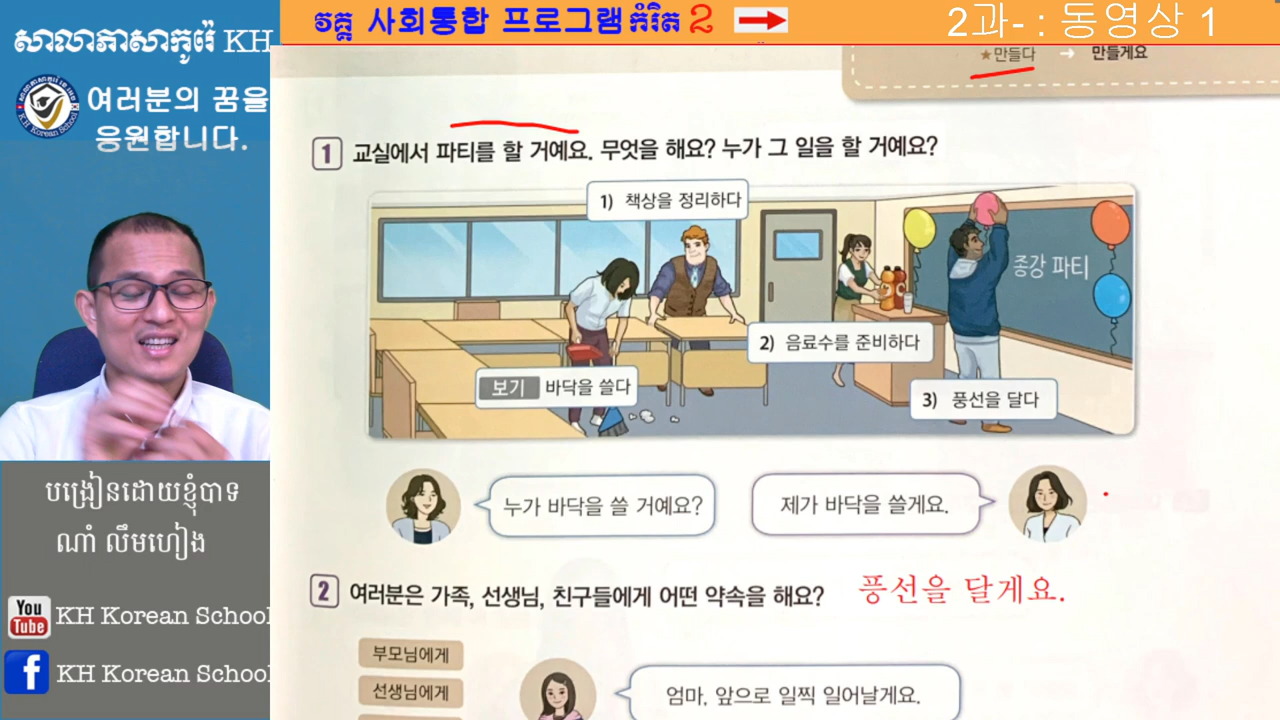 វគ្គ 사회통합 프로그램 កំរិត 2
2과- : 동영상 1
សាលាភាសាកូរ៉េ KH
여러분의 꿈을
응원합니다.
★만들다 → 만들게요
1 교실에서 파티를 할 거예요. 무엇을 해요? 누가 그 일을 할 거예요?
1) 책상을 정리하다
종강 파티
2) 음료수를 준비하다
보기 바닥을 쓸다
3) 풍선을 달다
누가 바닥을 쓸 거예요?
제가 바닥을 쓸게요.
2 여러분은 가족, 선생님, 친구들에게 어떤 약속을 해요?
풍선을 달게요.
부모님에게
선생님에게
엄마, 앞으로 일찍 일어날게요.
បង្រៀនដោយខ្ញុំបាទ
ណាំ លឹមហៀង
You Tube KH Korean School
f KH Korean School